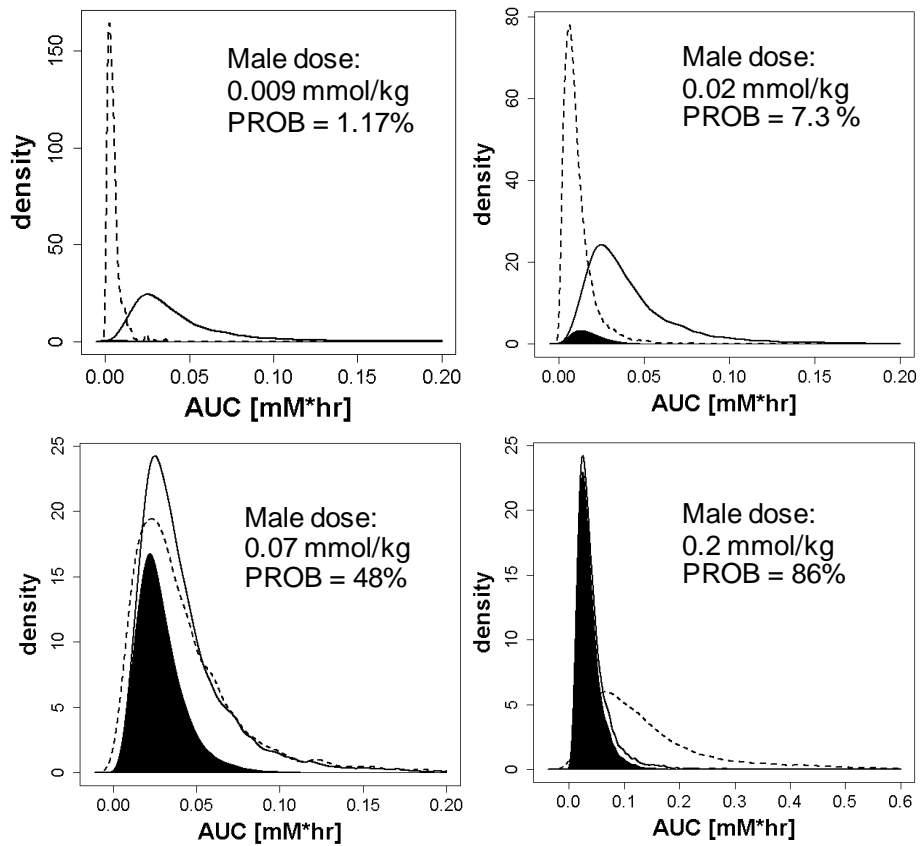 density
150
100
50
0
Male dose:
0.009 mmol/kg
PROB = 1.17%
0.00 0.05 0.10 0.15 0.20
AUC [mM*hr]
density
80
60
40
20
0
Male dose:
0.02 mmol/kg
PROB = 7.3 %
0.00 0.05 0.10 0.15 0.20
AUC [mM*hr]
density
25
20
15
10
5
0
Male dose:
0.07 mmol/kg
PROB = 48%
0.00 0.05 0.10 0.15 0.20
AUC [mM*hr]
density
25
20
15
10
5
0
Male dose:
0.2 mmol/kg
PROB = 86%
0.0 0.1 0.2 0.3 0.4 0.5 0.6
AUC [mM*hr]